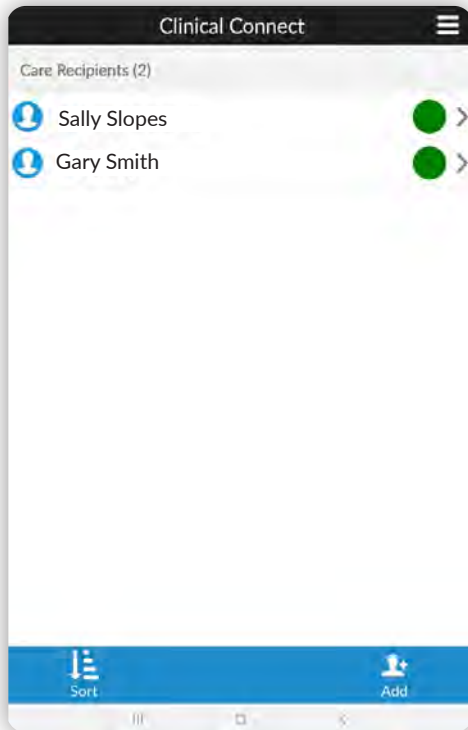 Clinical Connect
Care Recipients (2)
Sally Slopes
Gary Smith
Sort
Add